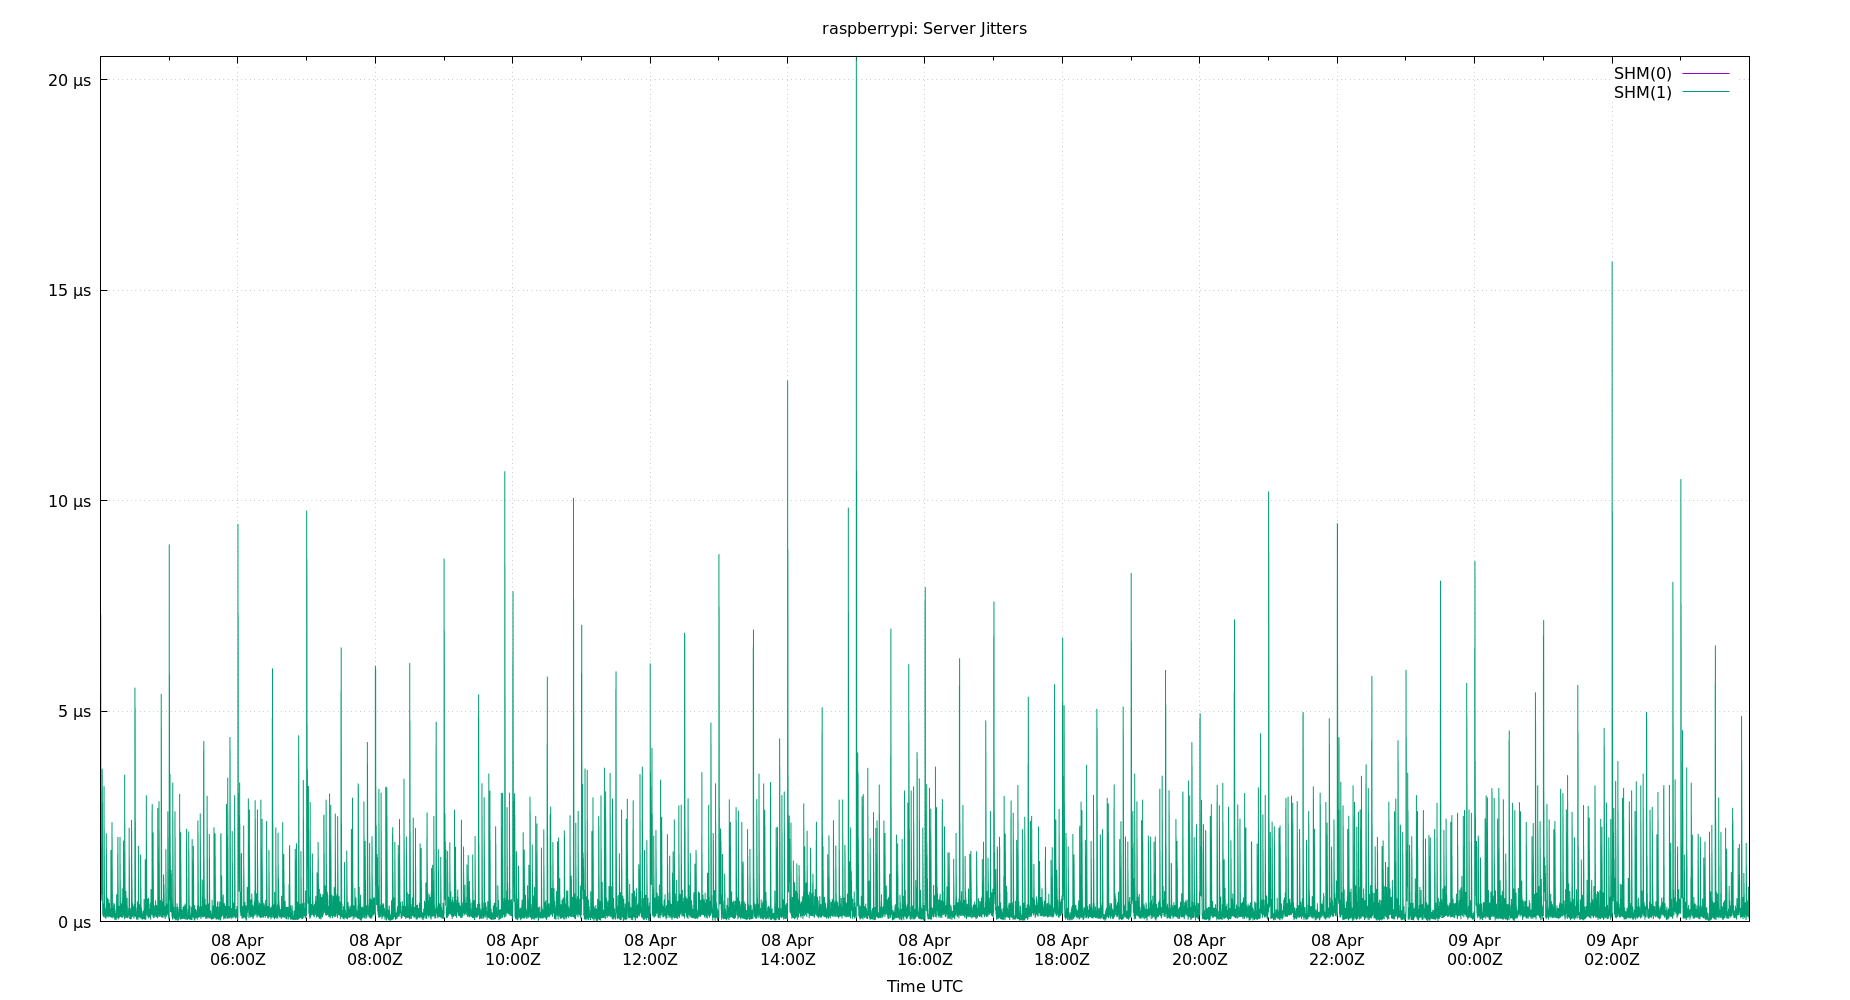 raspberrypi: Server Jitters
SHM(0)
SHM(1)
20 µs
15 µs
10 µs
5 µs
0 µs
08 Apr 08 Apr 08 Apr 08 Apr 08 Apr 08 Apr 08 Apr 08 Apr 08 Apr 09 Apr 09 Apr
06:00Z 08:00Z 10:00Z 12:00Z 14:00Z 16:00Z 18:00Z 20:00Z 22:00Z 00:00Z 02:00Z
Time UTC